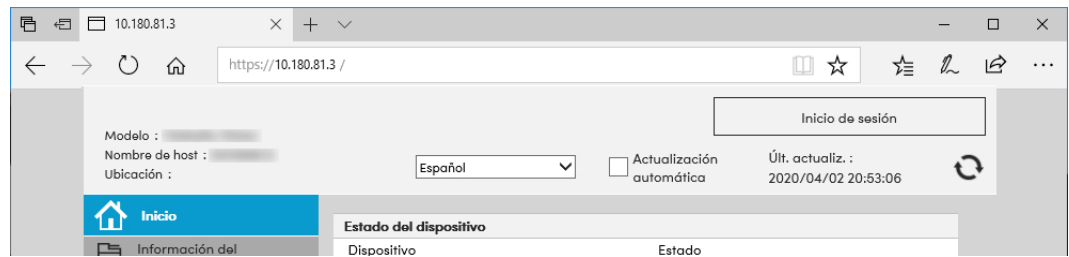 10.180.81.3
https://10.180.81.3 /
Inicio de sesión
Modelo :
Nombre de host :
Ubicación :
Español
Actualización
automática
Últ. actualiz. :
2020/04/02 20:53:06
Inicio
Estado del dispositivo
Información del
Dispositivo Estado